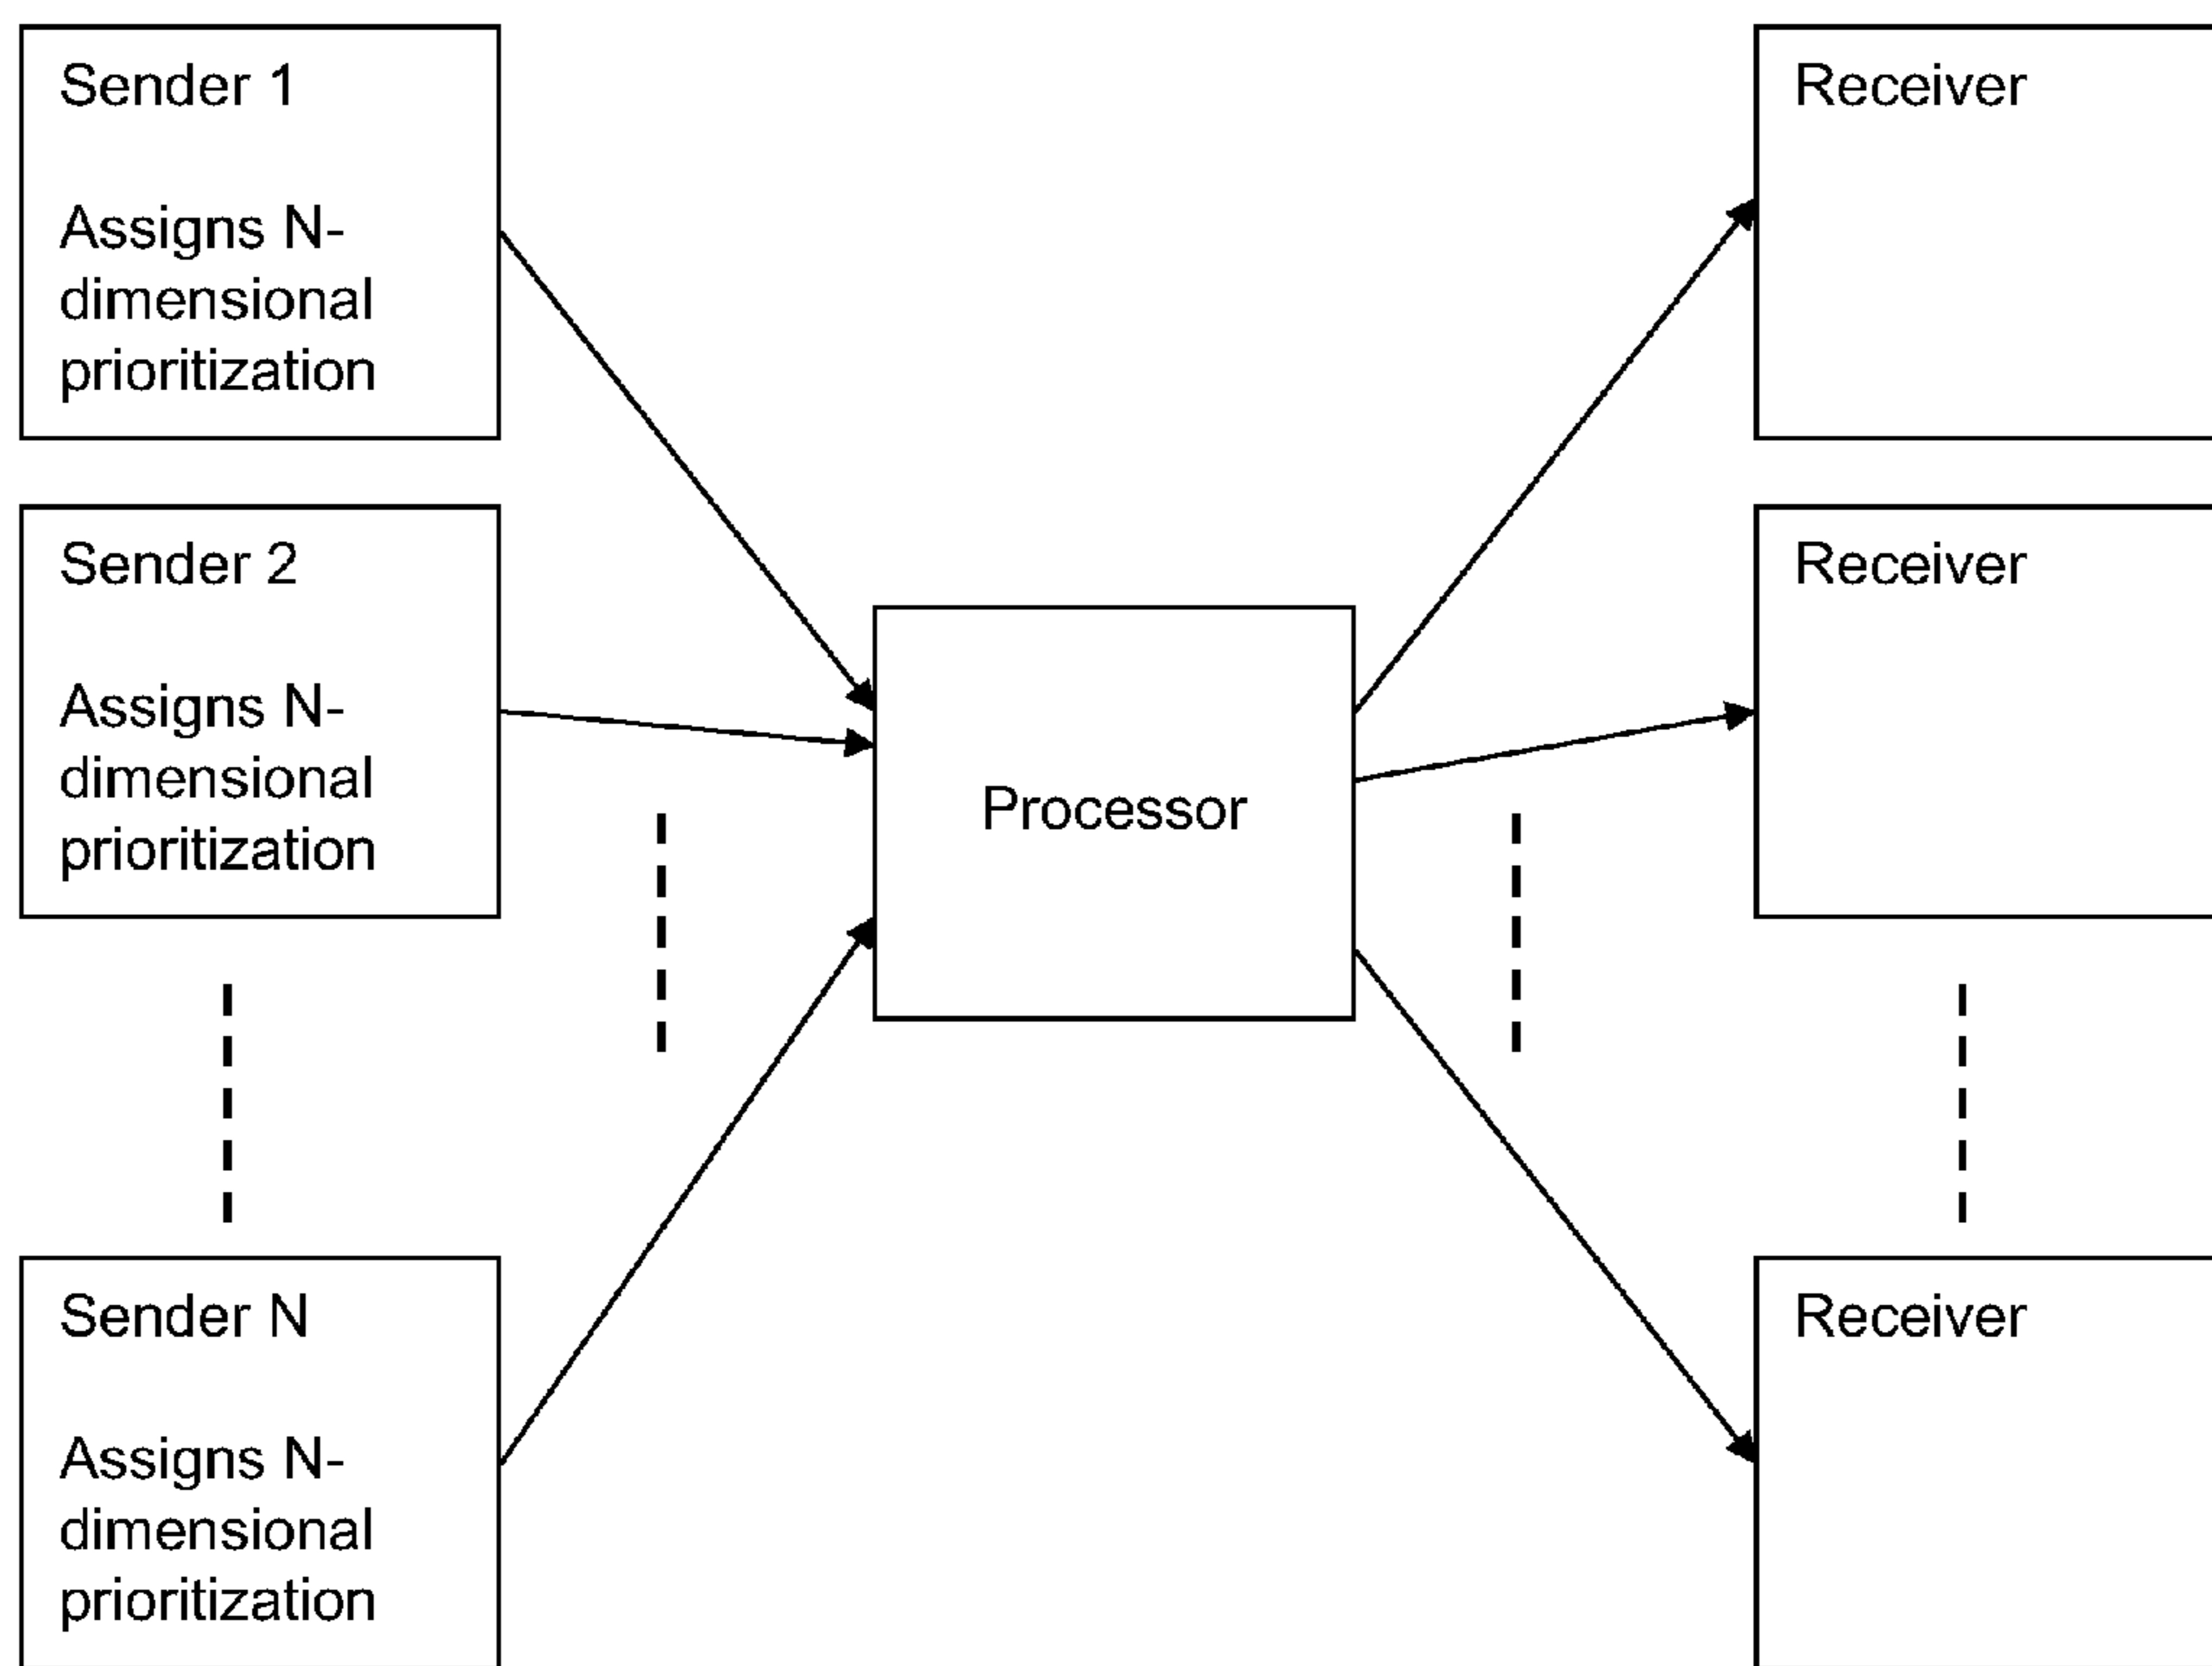 Sender 1
Assigns N-
dimensional
prioritization
Sender 2
Assigns N-
dimensional
prioritization
Sender N
Assigns N-
dimensional
prioritization
Processor
Receiver
Receiver
Receiver